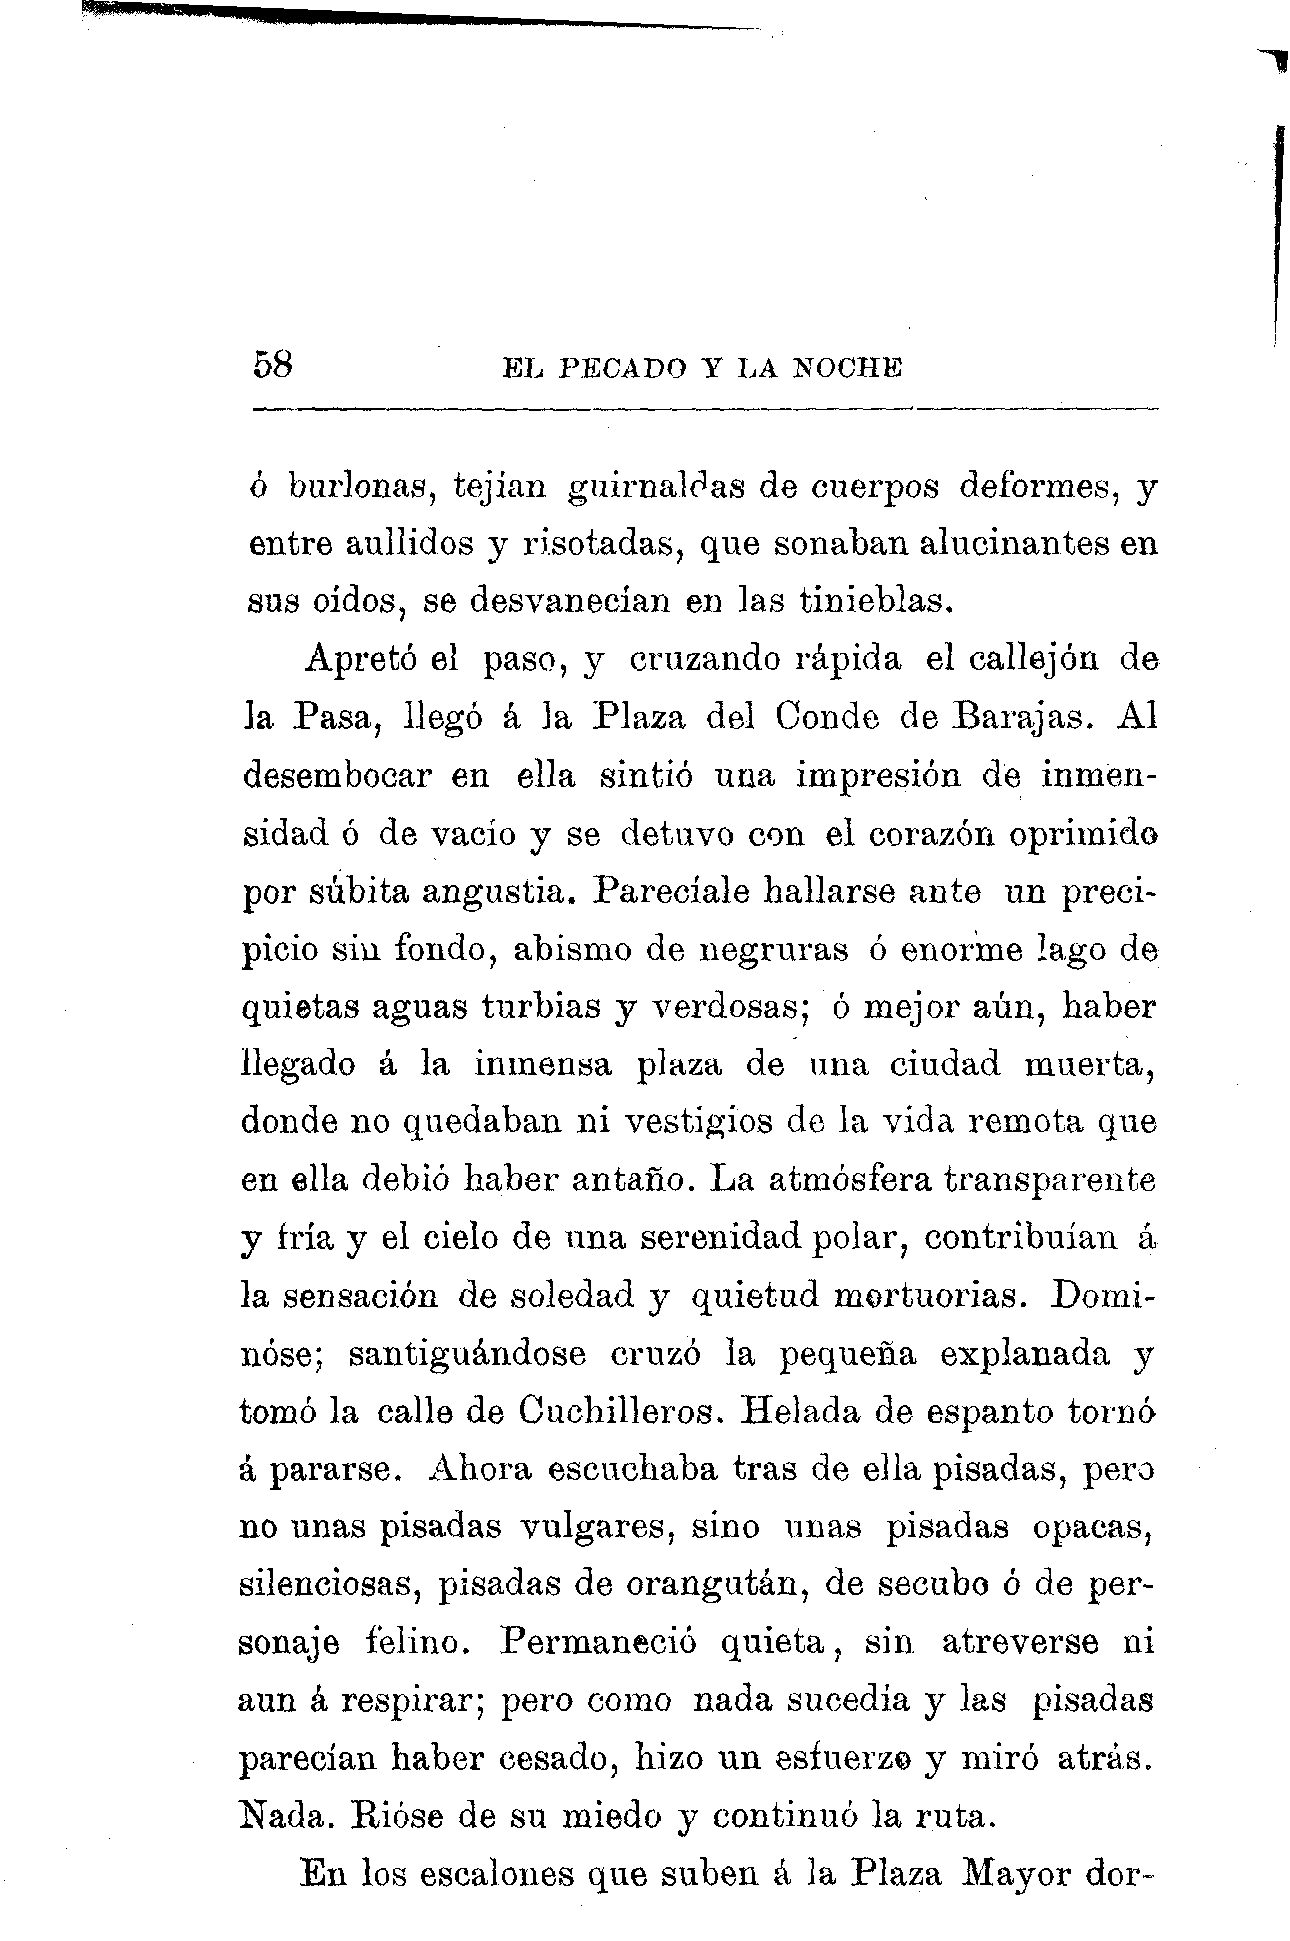 58 EL PECADO Y LA NOCHE
ó burlonas, tejían guirnaldas de cuerpos deformes, y
entre aullidos y risotadas, que sonaban alucinantes en
sus oídos, se desvanecían en las tinieblas.
Apretó el paso, y cruzando rápida el callejón de
la Pasa, llegó á la Plaza del Conde de Barajas. Al
desembocar en ella sintió una impresión de inmen-
sidad ó de vacío y se detuvo con el corazón oprimido
por súbita angustia. Parecíale hallarse ante un preci-
picio sin fondo, abismo de negruras ó enorme lago de
quietas aguas turbias y verdosas; ó mejor aún, haber
llegado á la inmensa plaza de una ciudad muerta,
donde no quedaban ni vestigios de la vida remota que
en ella debió haber antaño. La atmósfera transparente
y fría y el cielo de una serenidad polar, contribuían á
la sensación de soledad y quietud mortuorias. Domi-
nóse; santiguándose cruzó la pequeña explanada y
tomó la calle de Cuchilleros. Helada de espanto tornó
á pararse. Ahora escuchaba tras de ella pisadas, pero
no unas pisadas vulgares, sino unas pisadas opacas,
silenciosas, pisadas de orangután, de secubo ó de per-
sonaje felino. Permaneció quieta, sin atreverse ni
aun á respirar; pero como nada sucedía y las pisadas
parecían haber cesado, hizo un esfuerzo y miró atrás.
Nada. Rióse de su miedo y continuó la ruta.
En los escalones que suben á la Plaza Mayor dor-